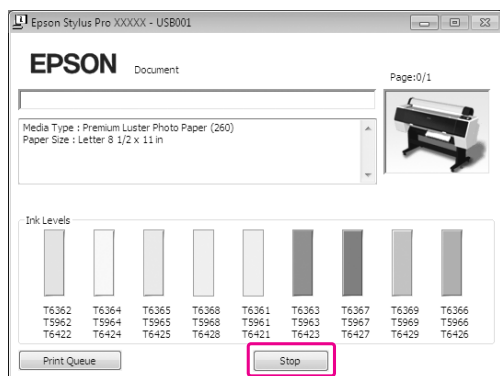 Epson Stylus Pro XXXXX - USB001
EPSON
Document
Page:0/1
Media Type : Premium Luster Photo Paper (260)
Paper Size : Letter 8 1/2 x 11 in
Ink Levels
T6362 T6364 T6365 T6368 T6361 T6363 T6367 T6369 T6366
T5962 T5964 T5965 T5968 T5961 T5963 T5967 T5969 T5966
T6422 T6424 T6425 T6428 T6421 T6423 T6427 T6429 T6426
Print Queue
Stop